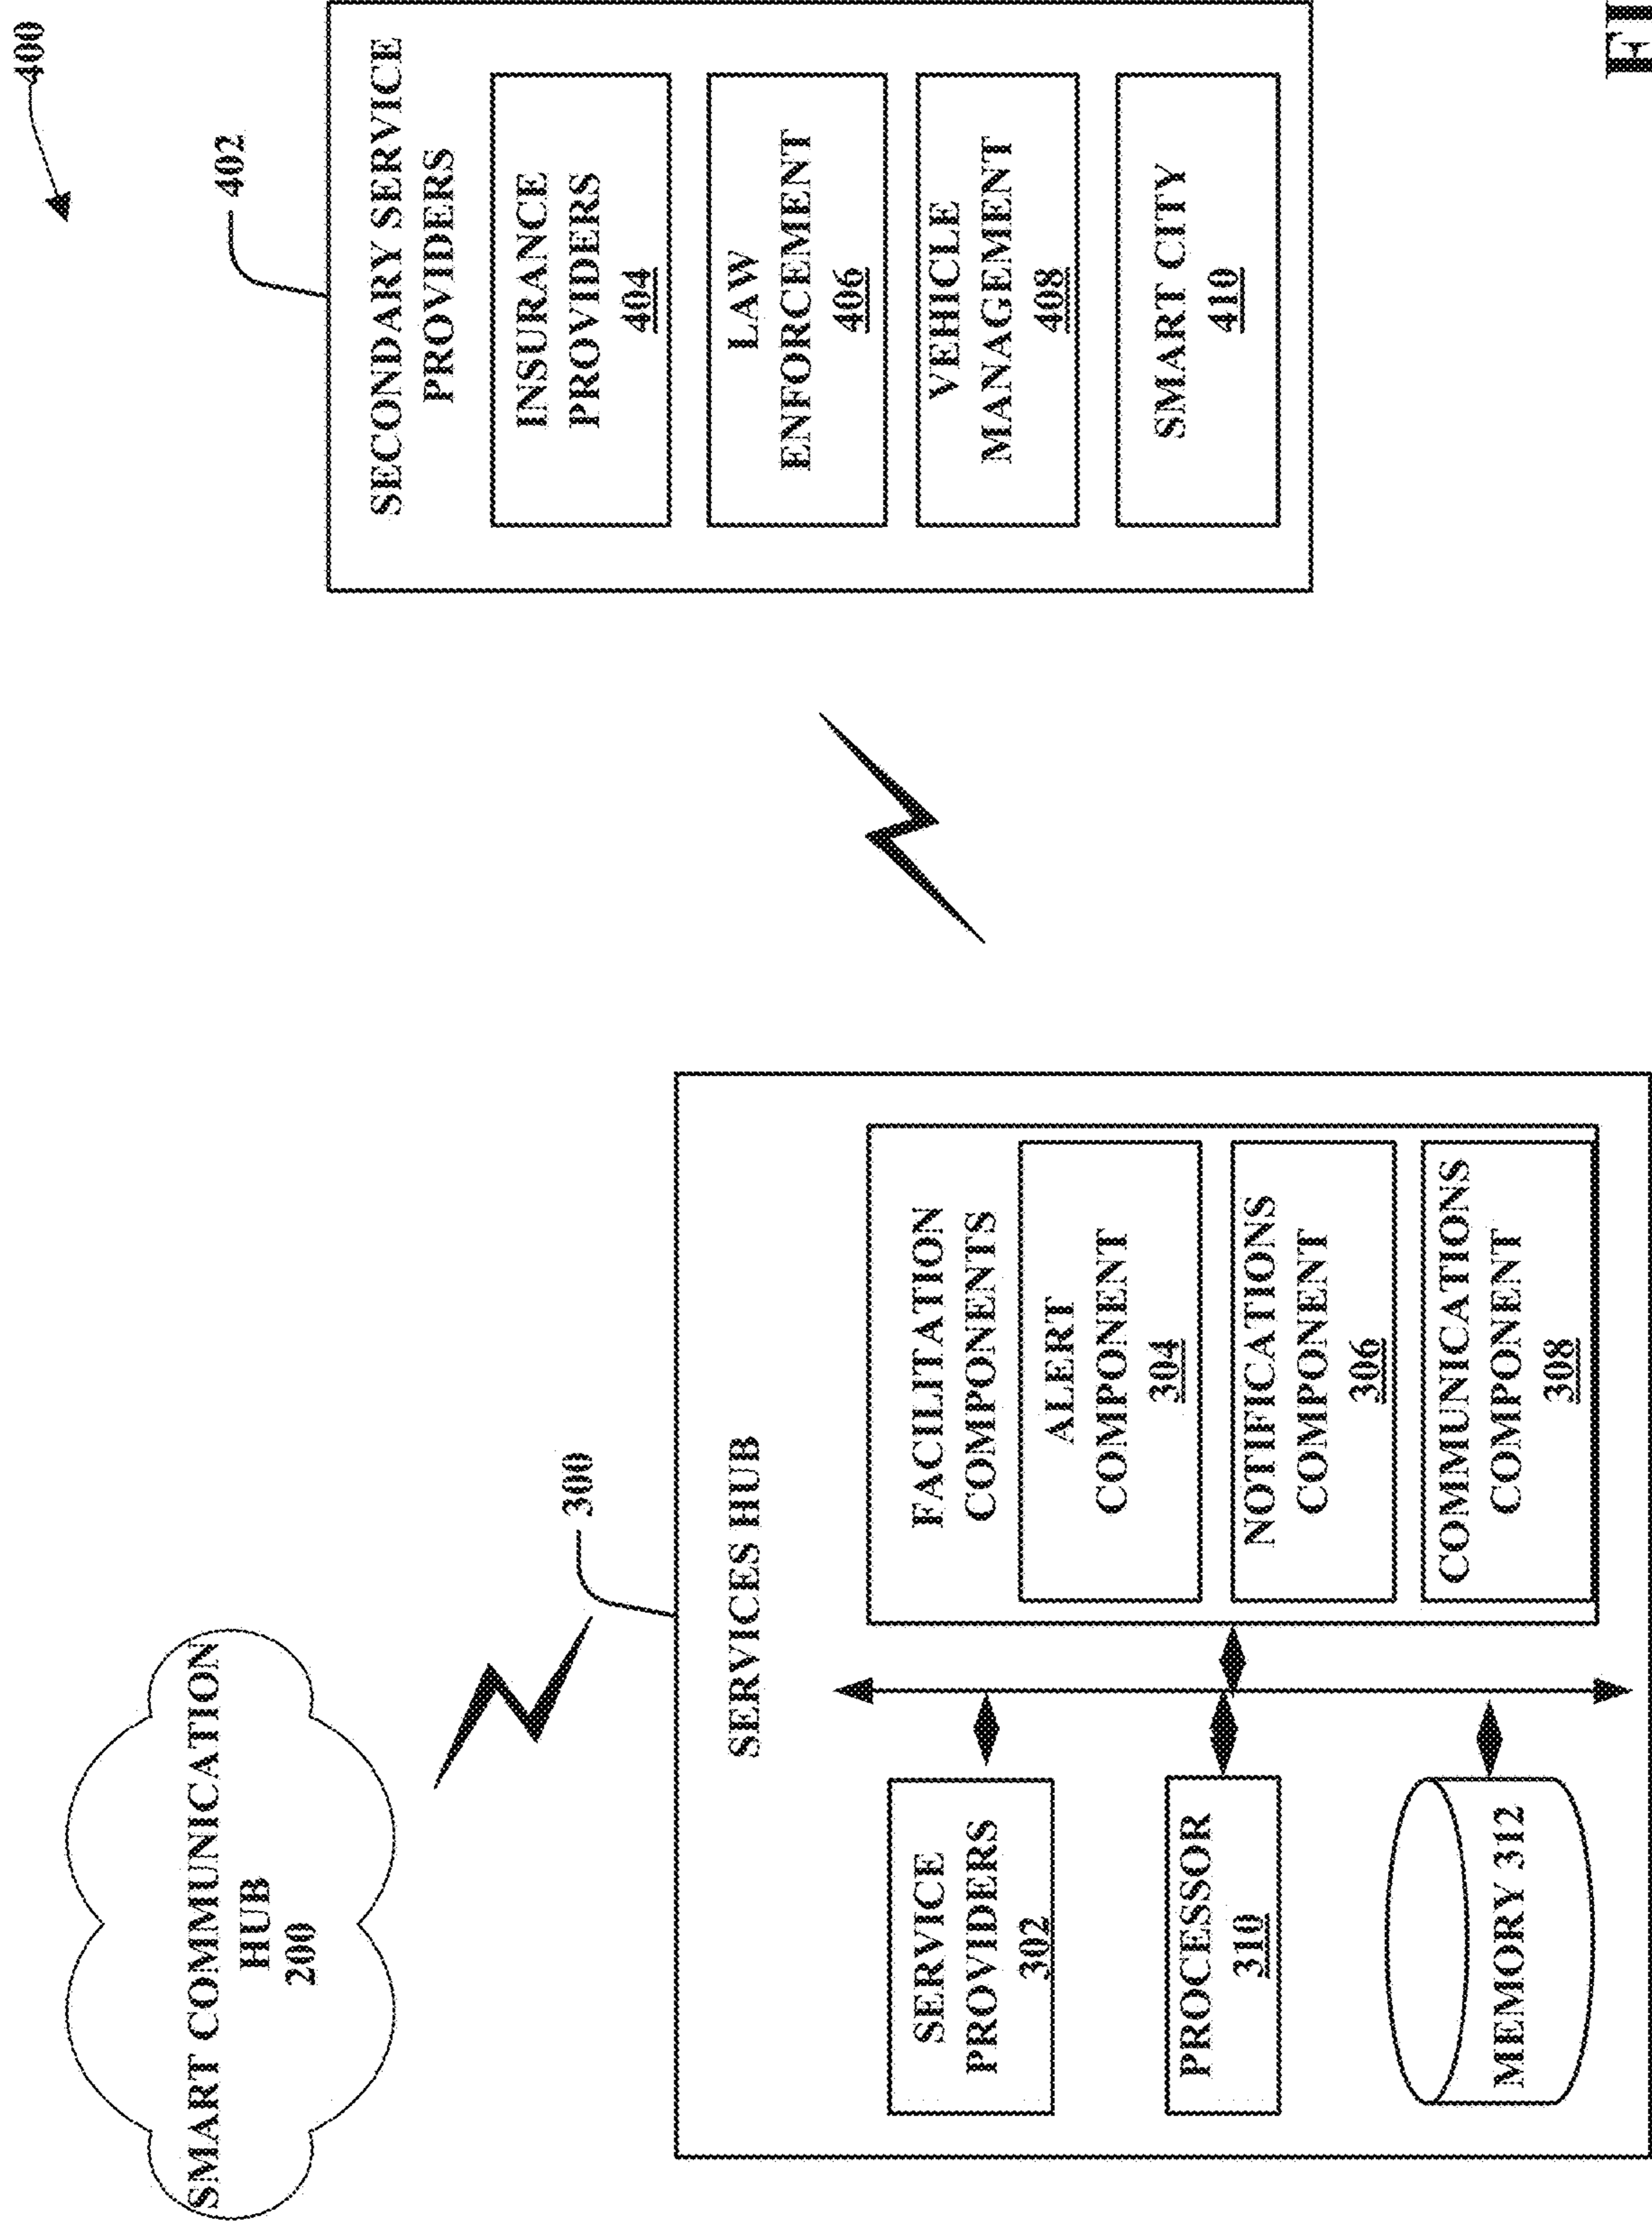 400
402
SECONDARY SERVICE
PROVIDERS
INSURANCE
PROVIDERS
404
LAW
ENFORCEMENT
406
VEHICLE
MANAGEMENT
408
SMART CITY
410
SMART COMMUNICATION
HUB
200
300
SERVICES HUB
SERVICE
PROVIDERS
302
PROCESSOR
310
MEMORY 312
FACILITATION
COMPONENTS
ALERT
COMPONENT
304
NOTIFICATIONS
COMPONENT
306
COMMUNICATIONS
COMPONENT
308